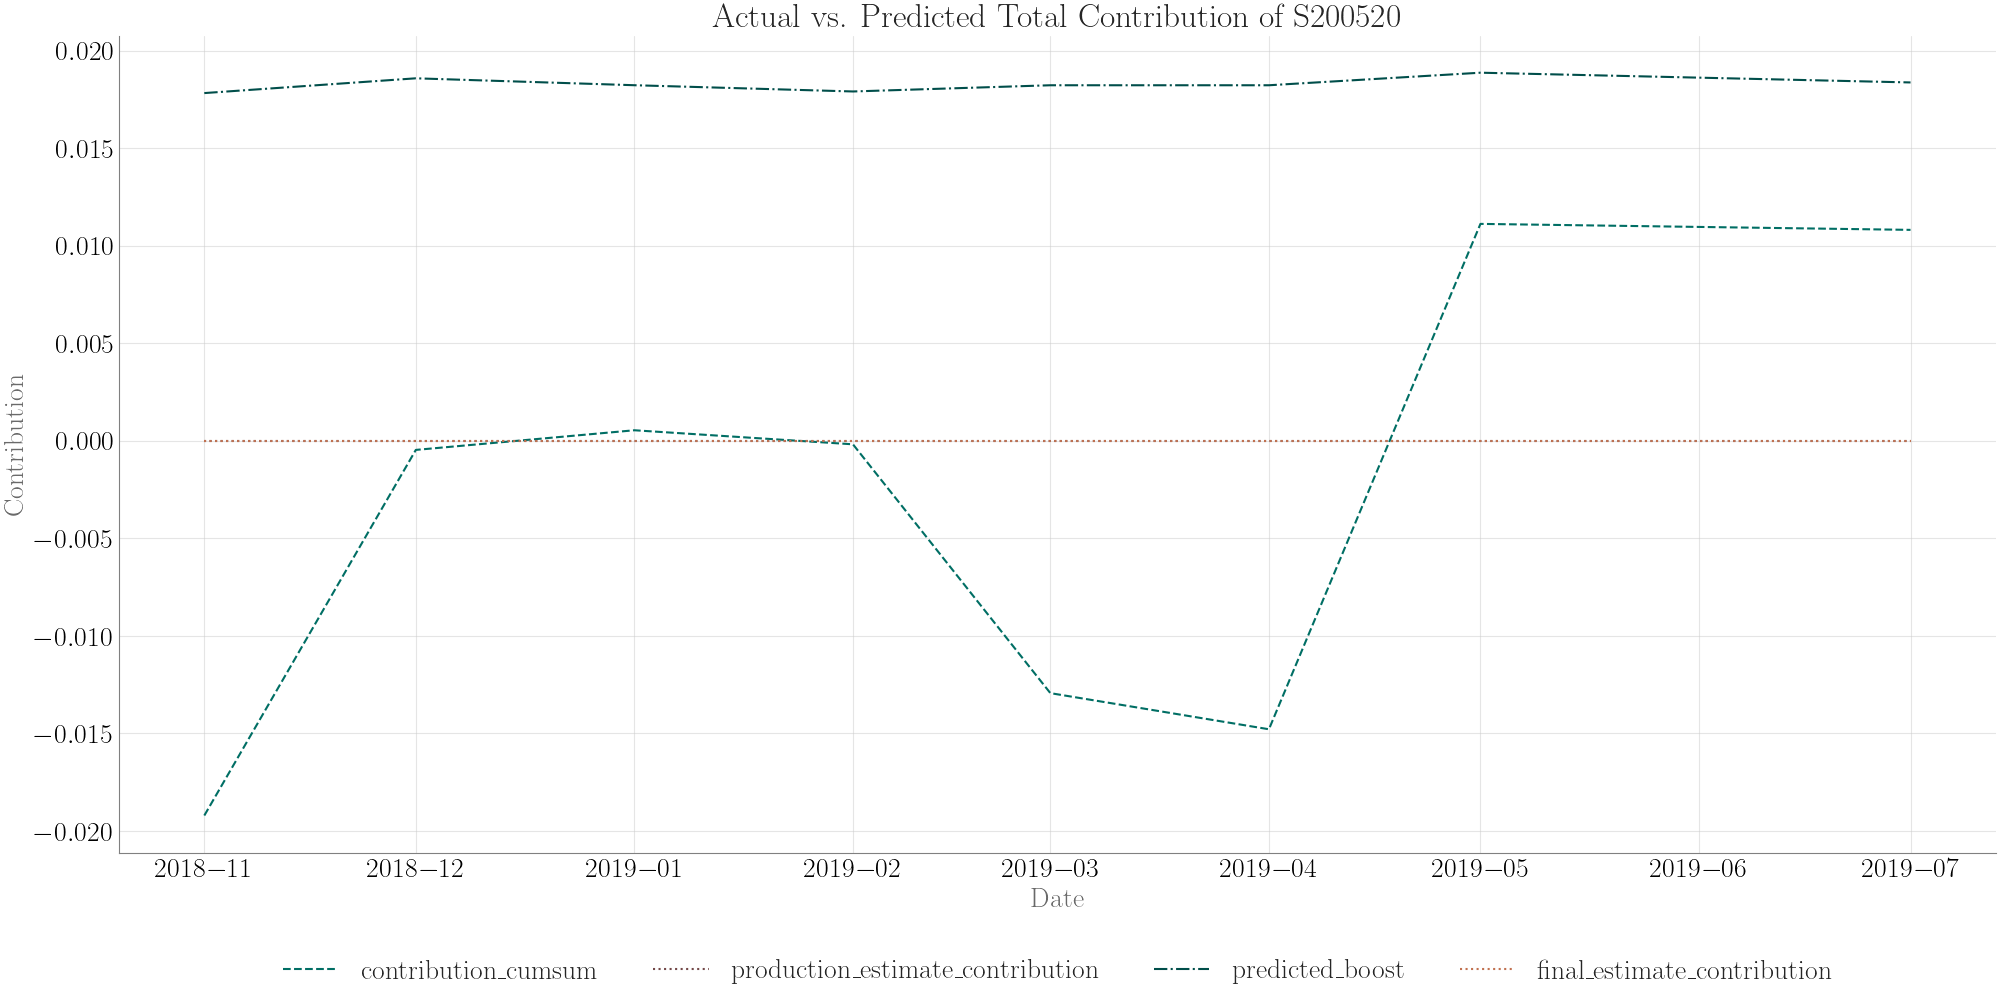 Actual vs. Predicted Total Contribution of S200520
0.020
0.015
0.010
0.005
0.000
−0.005
−0.010
−0.015
−0.020
Contribution
2018−11 2018−12 2019−01 2019−02 2019−03 2019−04 2019−05 2019−06 2019−07
Date
contribution_cumsum production_estimate_contribution predicted_boost final_estimate_contribution